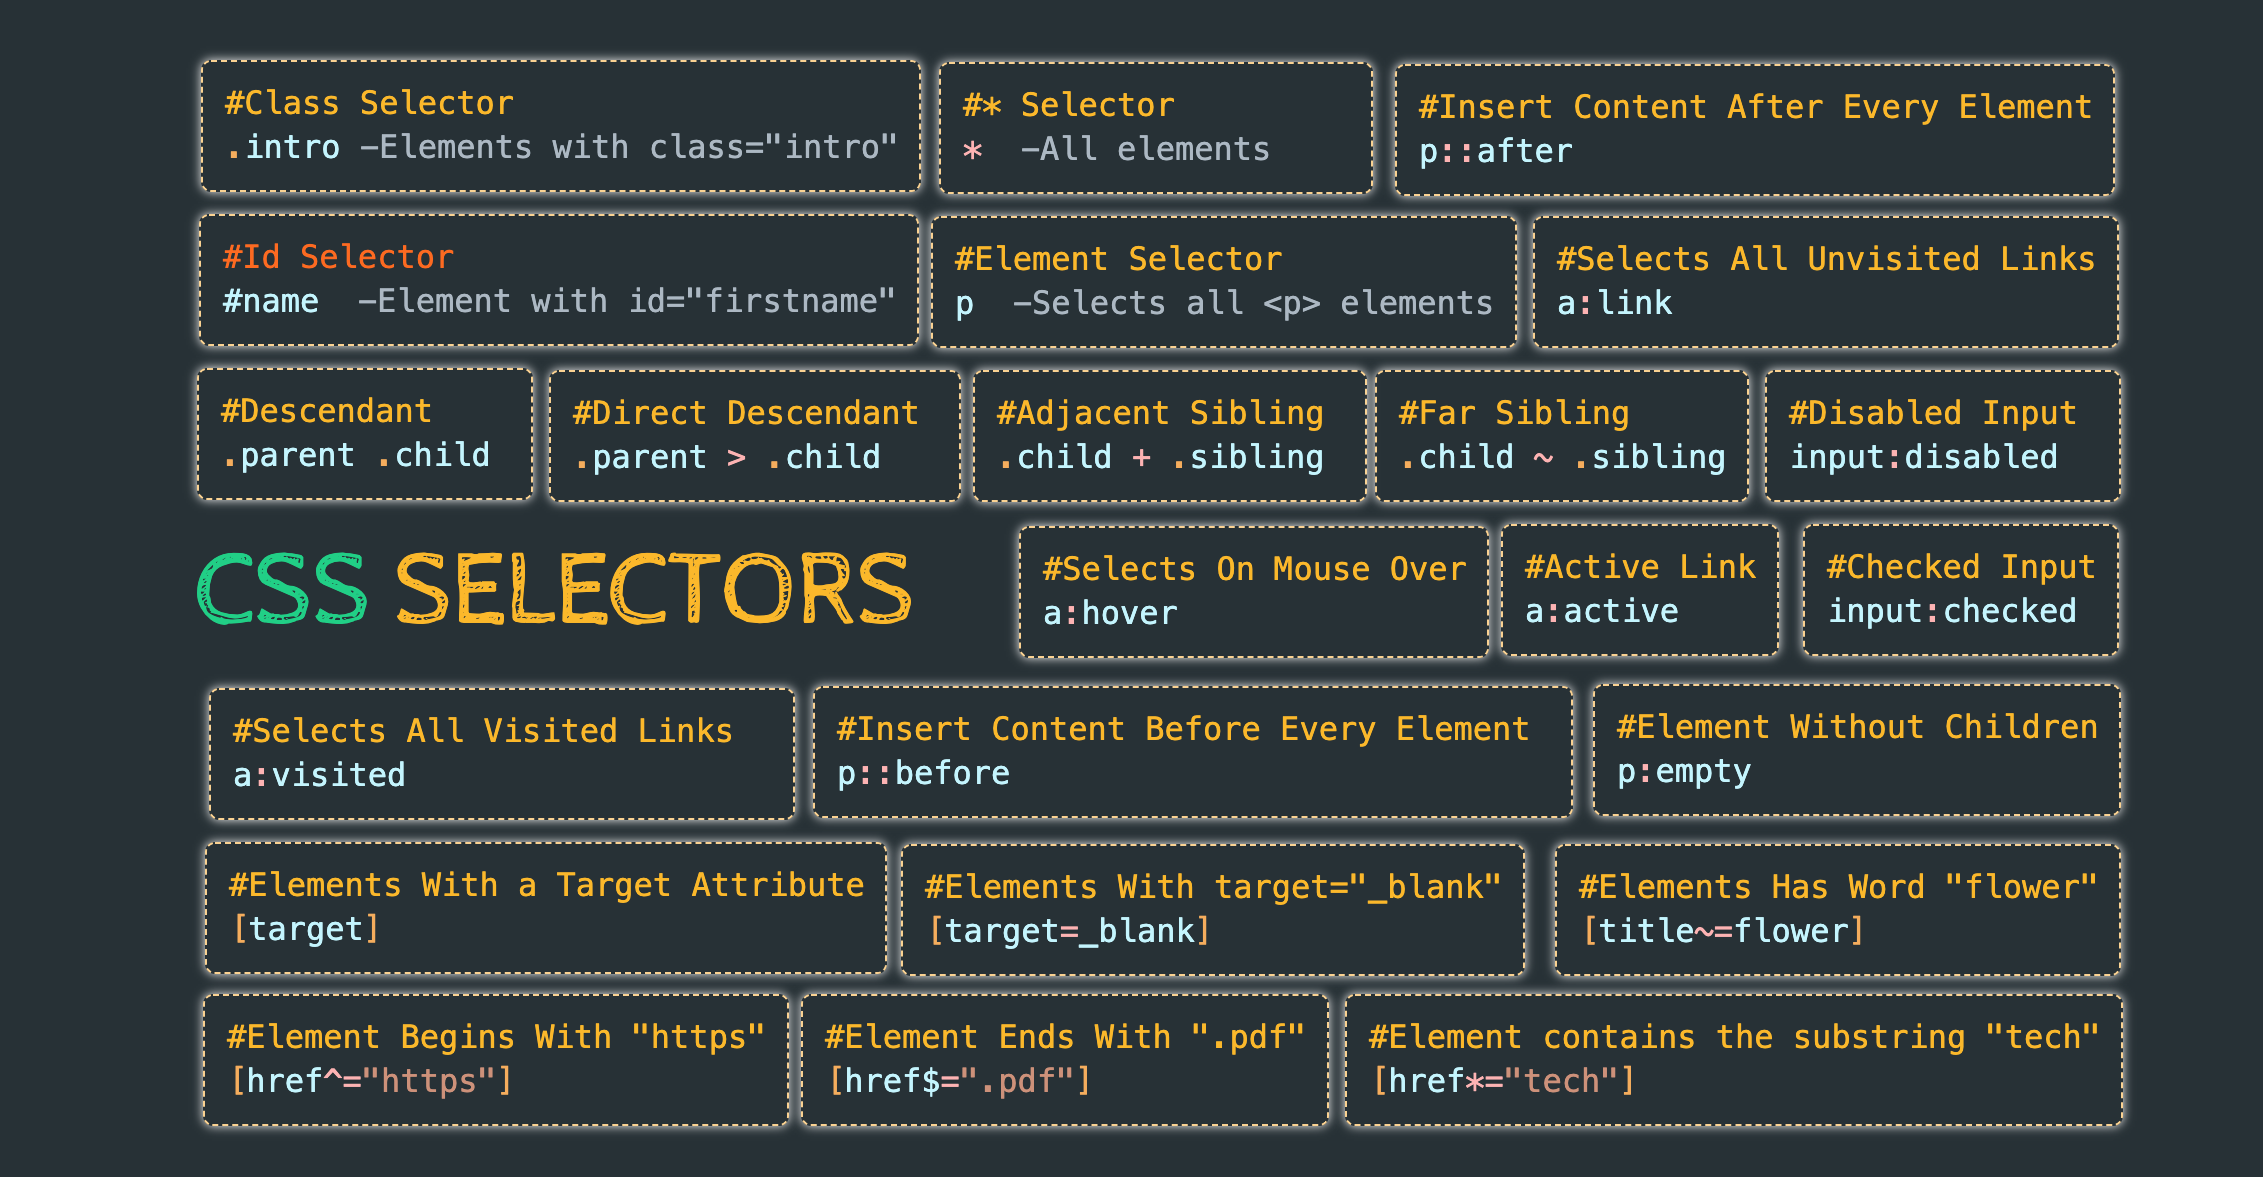 #Class Selector
.intro -Elements with class="intro"
#* Selector
*  -All elements
#Insert Content After Every Element
p::after
#Id Selector
#name  -Element with id="firstname"
#Element Selector
p  -Selects all <p> elements
#Selects All Unvisited Links
a:link
#Descendant
.parent .child
#Direct Descendant
.parent > .child
#Adjacent Sibling
.child + .sibling
#Far Sibling
.child ~ .sibling
#Disabled Input
input:disabled
CSS SELECTORS
#Selects On Mouse Over
a:hover
#Active Link
a:active
#Checked Input
input:checked
#Selects All Visited Links
a:visited
#Insert Content Before Every Element
p::before
#Element Without Children
p:empty
#Elements With a Target Attribute
[target]
#Elements With target="_blank"
[target=_blank]
#Elements Has Word "flower"
[title~=flower]
#Element Begins With "https"
[href^="https"]
#Element Ends With ".pdf"
[href$=".pdf"]
#Element contains the substring "tech"
[href*="tech"]